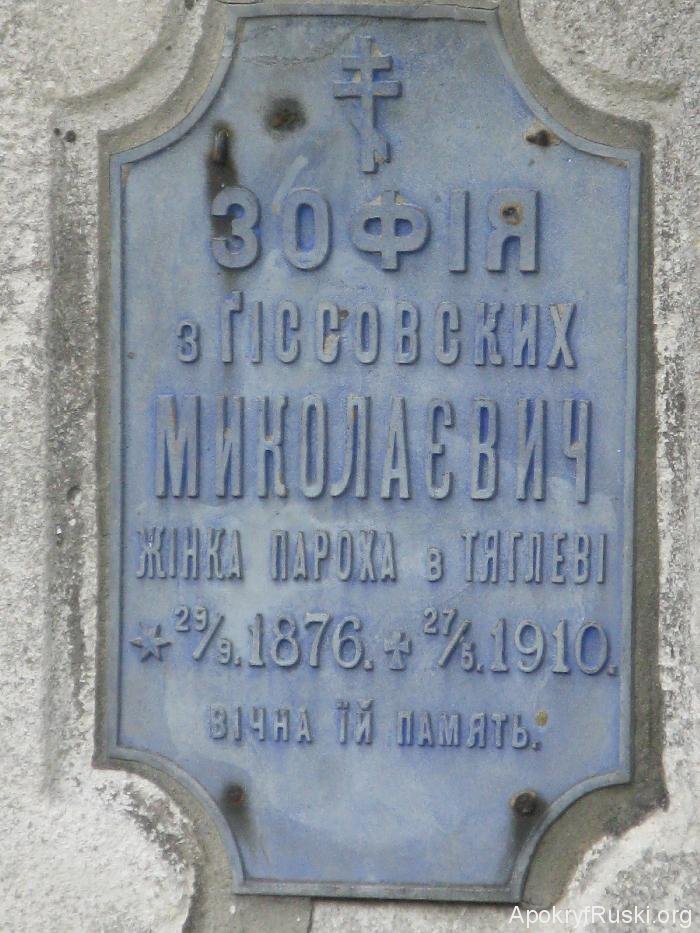 ЗОФІЯ
з ҐІССОВСКИХ
МИКОЛАЄВИЧ
ЖІНКА ПАРОХА в ТЯГЛЕВІ
★ 29/9. 1876. ✠ 27/5. 1910.
ВІЧНА ЇЙ ПАМЯТЬ.
ApokryfRuski.org